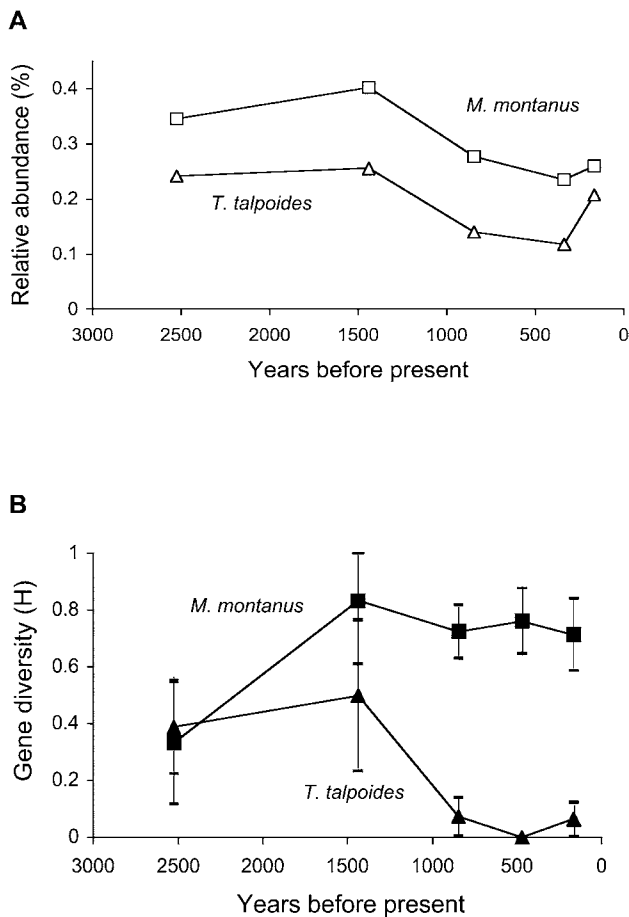 A
Relative abundance (%)
0.4
0.3
0.2
0.1
0
M. montanus
T. talpoides
3000 2500 2000 1500 1000 500 0
Years before present
B
Gene diversity (H)
1
0.8
0.6
0.4
0.2
0
M. montanus
T. talpoides
3000 2500 2000 1500 1000 500 0
Years before present